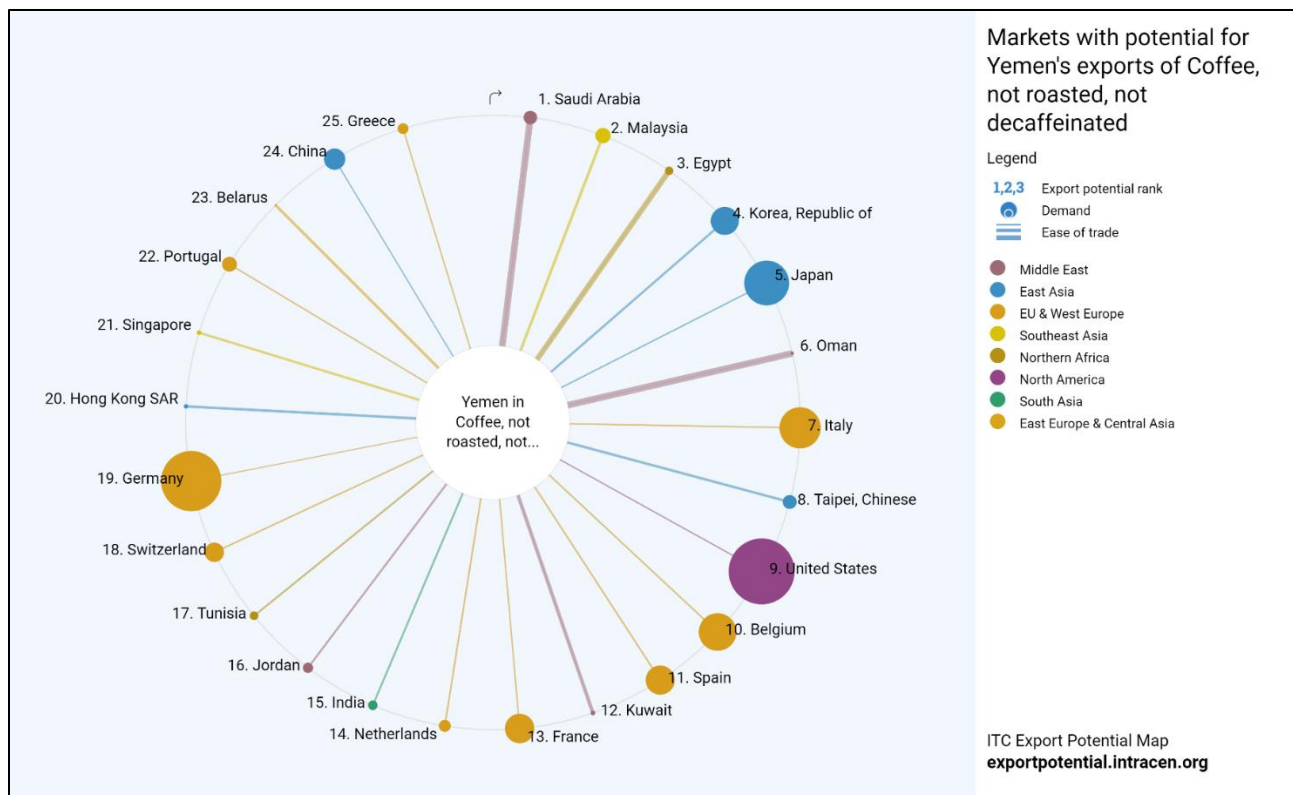 Markets with potential for
Yemen's exports of Coffee,
not roasted, not
decaffeinated
Legend
1,2,3 Export potential rank
Demand
Ease of trade
Middle East
East Asia
EU & West Europe
Southeast Asia
Northern Africa
North America
South Asia
East Europe & Central Asia
1. Saudi Arabia
2. Malaysia
3. Egypt
4. Korea, Republic of
5. Japan
6. Oman
7. Italy
8. Taipei, Chinese
9. United States
10. Belgium
11. Spain
12. Kuwait
13. France
14. Netherlands
15. India
16. Jordan
17. Tunisia
18. Switzerland
19. Germany
20. Hong Kong SAR
21. Singapore
22. Portugal
23. Belarus
24. China
25. Greece
Yemen in
Coffee, not
roasted, not...
ITC Export Potential Map
exportpotential.intracen.org